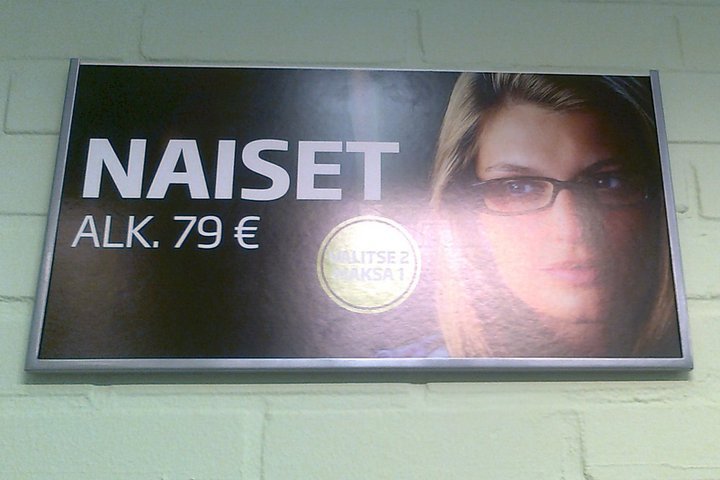 NAISET
ALK. 79 €
VALITSE 2
MAKSA 1